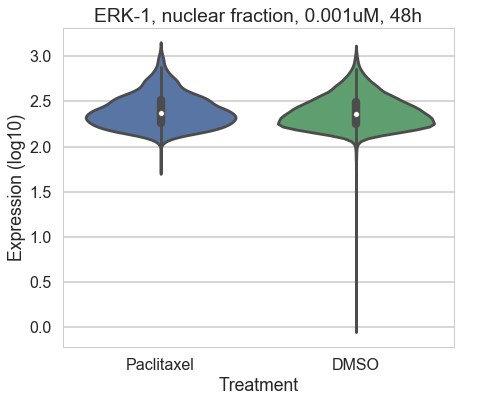 ERK-1, nuclear fraction, 0.001uM, 48h
Expression (log10)
3.0
2.5
2.0
1.5
1.0
0.5
0.0
Paclitaxel
DMSO
Treatment